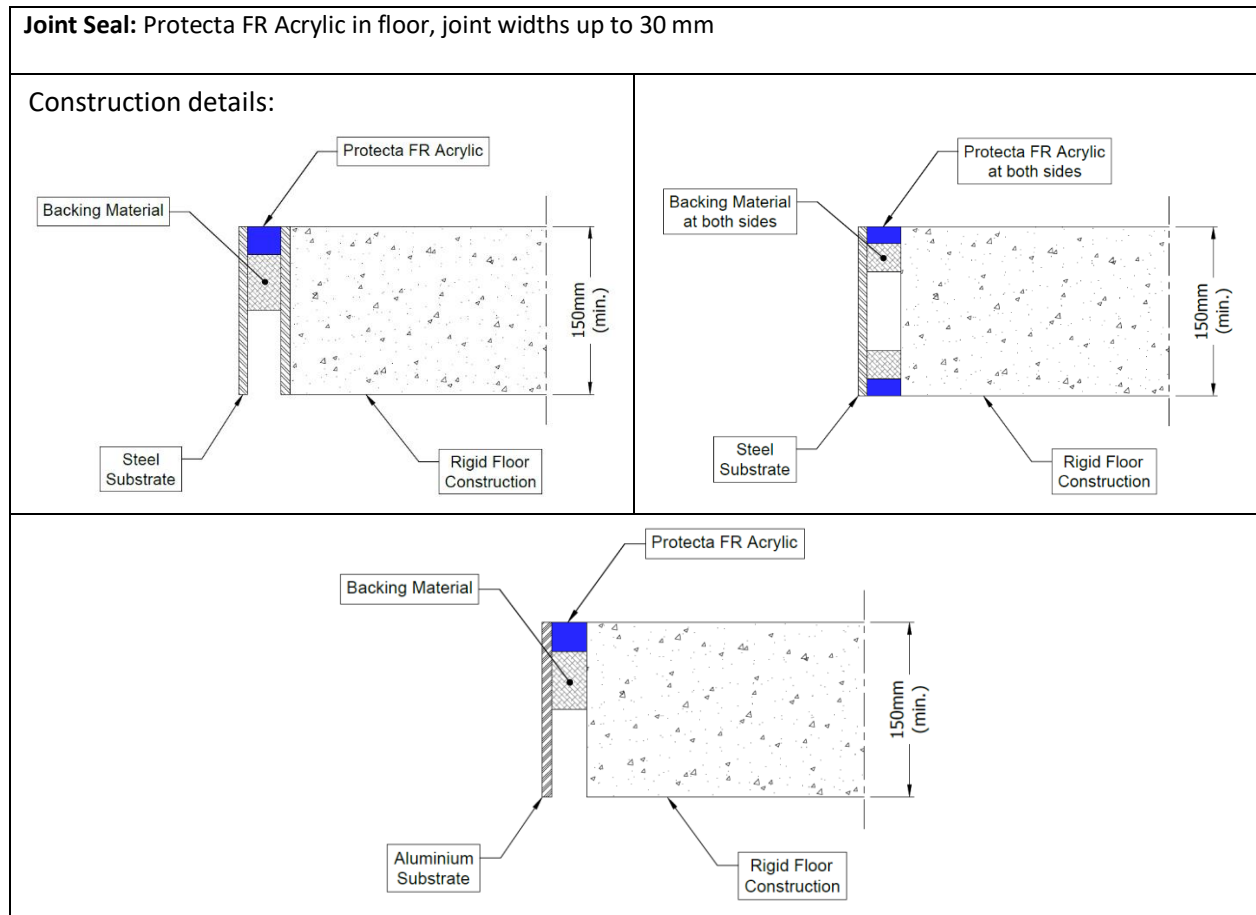 Joint Seal: Protecta FR Acrylic in floor, joint widths up to 30 mm
Construction details:
Protecta FR Acrylic
Backing Material
150mm
(min.)
Steel
Substrate
Rigid Floor
Construction
Protecta FR Acrylic
at both sides
Backing Material
at both sides
150mm
(min.)
Steel
Substrate
Rigid Floor
Construction
Protecta FR Acrylic
Backing Material
150mm
(min.)
Aluminium
Substrate
Rigid Floor
Construction